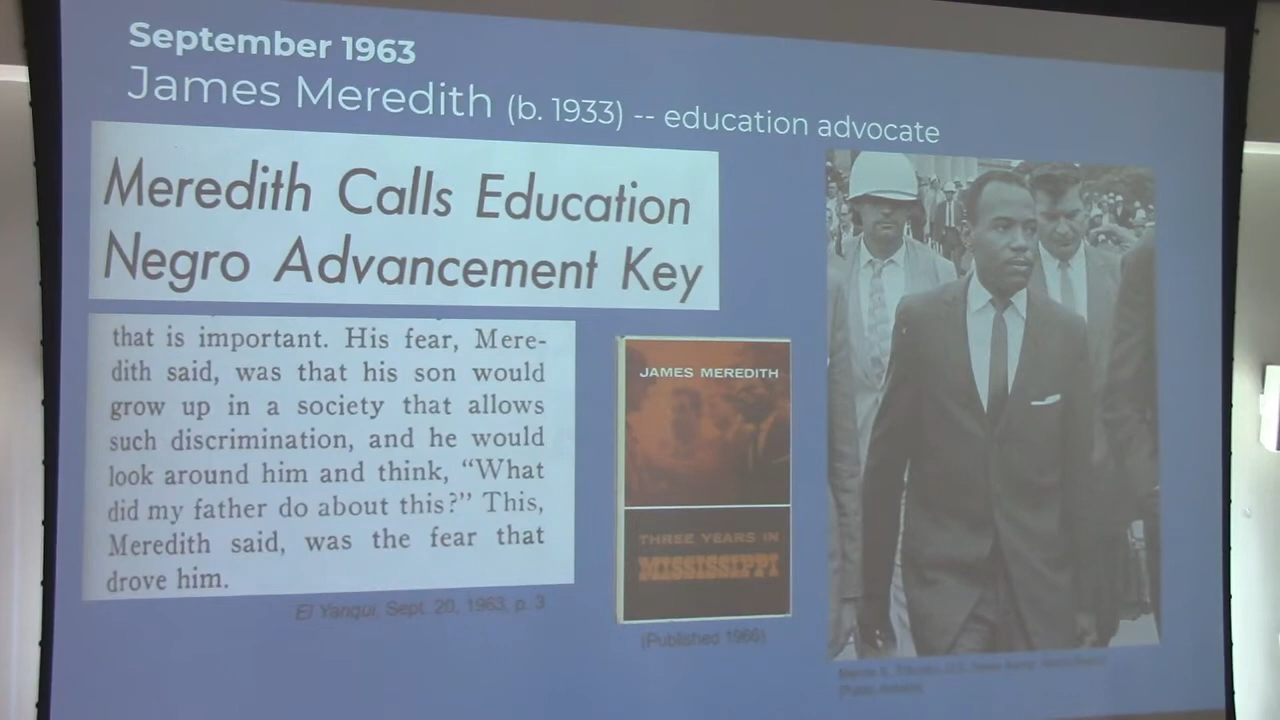 September 1963
James Meredith (b. 1933) -- education advocate
Meredith Calls Education
Negro Advancement Key
that is important. His fear, Mere-
dith said, was that his son would
grow up in a society that allows
such discrimination, and he would
look around him and think, “What
did my father do about this?” This,
Meredith said, was the fear that
drove him.
El Yanqui, Sept. 20, 1963, p. 3
JAMES MEREDITH
THREE YEARS IN
MISSISSIPPI
(Published 1966)